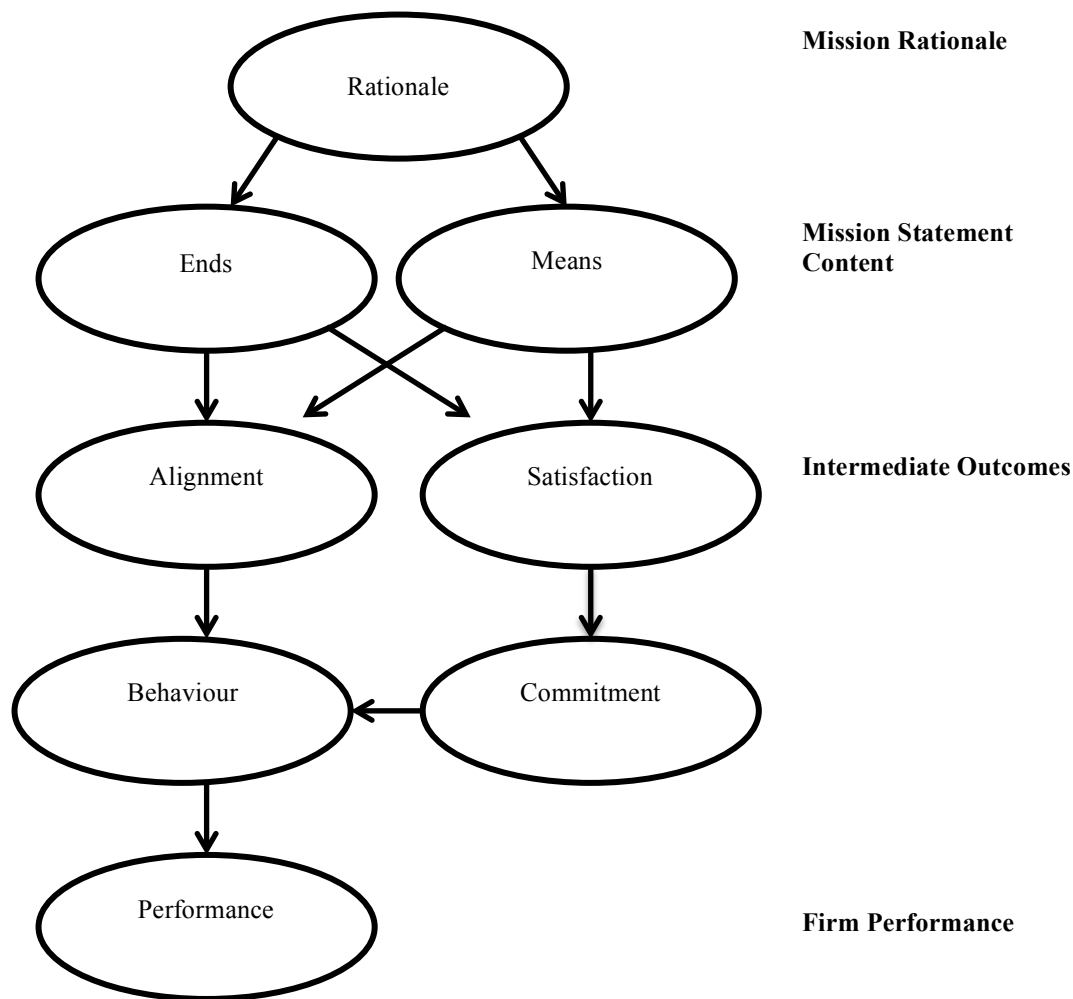 Mission Rationale
Rationale
Mission Statement
Content
Ends
Means
Alignment
Satisfaction
Intermediate Outcomes
Behaviour
Commitment
Performance
Firm Performance